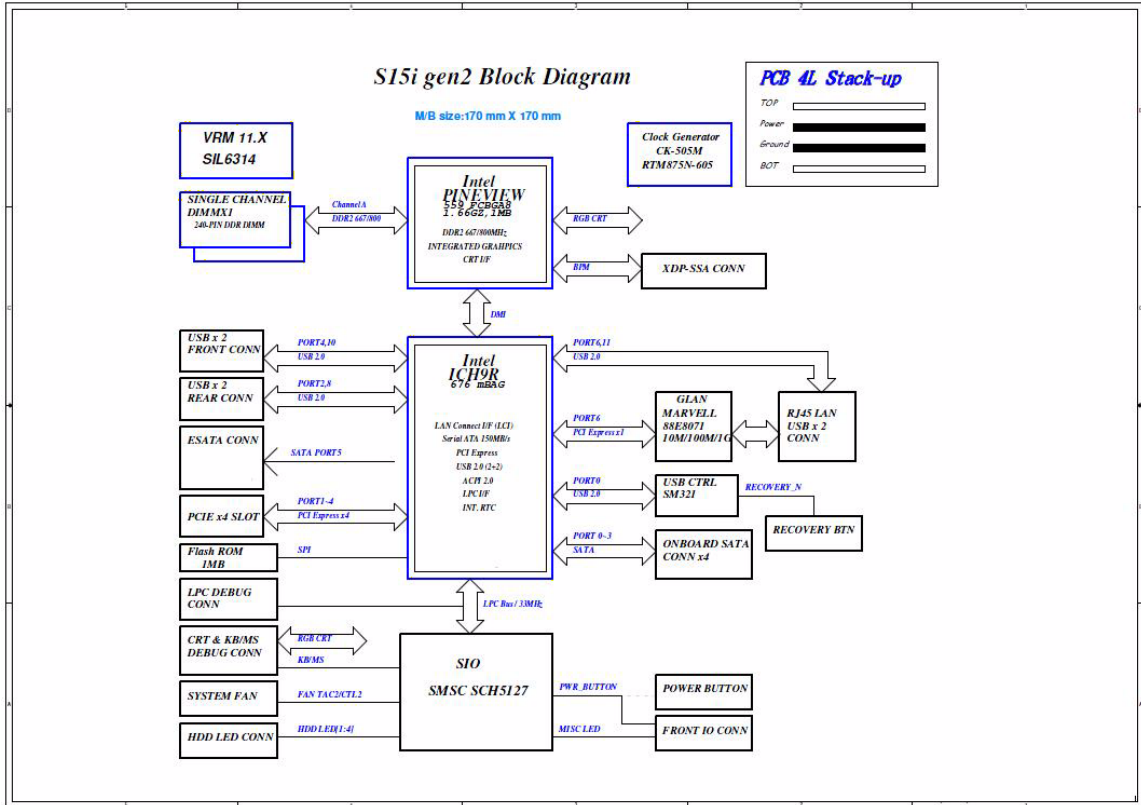 S15i gen2 Block Diagram
M/B size:170 mm X 170 mm
PCB 4L Stack-up
TOP
Power
Ground
BOT
VRM 11.X
SIL6314
Clock Generator
CK-505M
RTM875N-605
SINGLE CHANNEL
DIMMX1
240-PIN DDR DIMM
Channel A
DDR2 667/800
Intel
PINEVIEW
559 FCBGA8
1.66GZ,1MB
DDR2 667/800MHz
INTEGRATED GRAHPICS
CRT I/F
RGB CRT
BPM
XDP-SSA CONN
DMI
USB x 2
FRONT CONN
PORT4,10
USB 2.0
USB x 2
REAR CONN
PORT2,8
USB 2.0
ESATA CONN
SATA PORT5
PCIE x4 SLOT
PORT1~4
PCI Express x4
Flash ROM
1MB
SPI
LPC DEBUG
CONN
Intel
ICH9R
676 mBAG
LAN Connect I/F (LCI)
Serial ATA 150MB/s
PCI Express
USB 2.0 (2+2)
ACPI 2.0
LPC I/F
INT. RTC
PORT6,11
USB 2.0
PORT6
PCI Express x1
GLAN
MARVELL
88E8071
10M/100M/1G
RJ45 LAN
USB x 2
CONN
PORT0
USB 2.0
USB CTRL
SM321
RECOVERY_N
RECOVERY BTN
PORT 0~3
SATA
ONBOARD SATA
CONN x4
LPC Bus / 33MHz
CRT & KB/MS
DEBUG CONN
RGB CRT
KB/MS
SYSTEM FAN
FAN TAC2/CTL2
HDD LED CONN
HDD LED[1:4]
SIO
SMSC SCH5127
PWR_BUTTON
POWER BUTTON
MISC LED
FRONT IO CONN